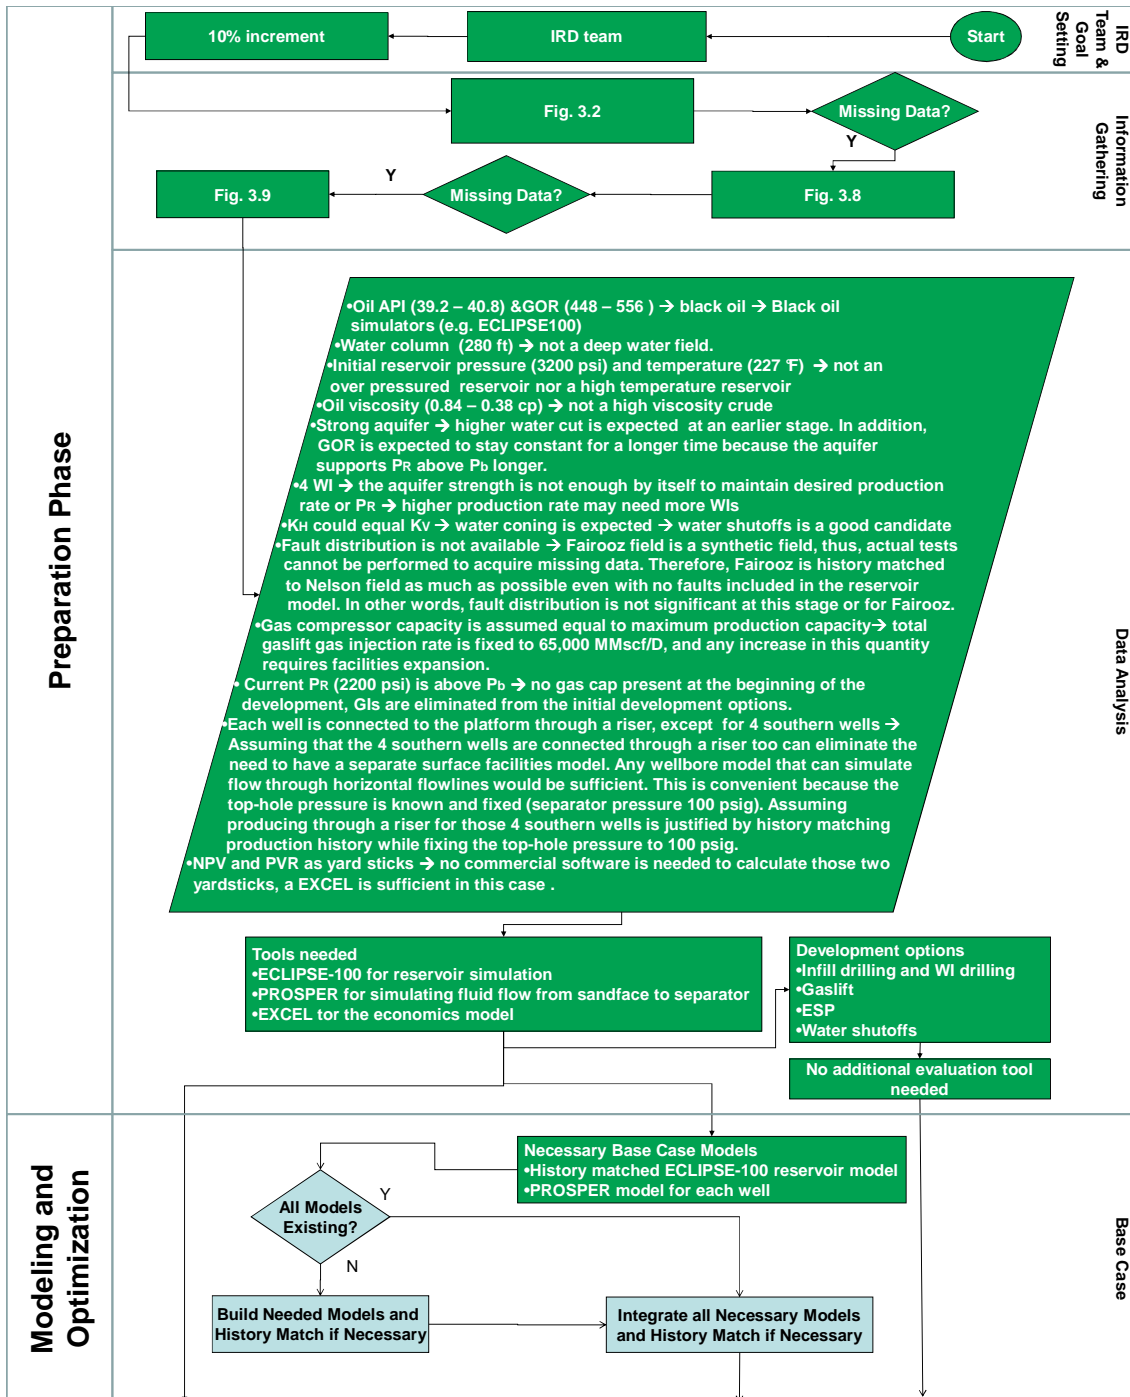 10% increment
IRD team
Start
IRD
Team &
Goal
Setting
Fig. 3.2
Missing Data?
Y
Information
Gathering
Fig. 3.9
Y
Missing Data?
Fig. 3.8
Preparation Phase
•Oil API (39.2 – 40.8) &GOR (448 – 556 ) → black oil → Black oil
simulators (e.g. ECLIPSE100)
•Water column (280 ft) → not a deep water field.
•Initial reservoir pressure (3200 psi) and temperature (227 °F) → not an
over pressured reservoir nor a high temperature reservoir
•Oil viscosity (0.84 – 0.38 cp) → not a high viscosity crude
•Strong aquifer → higher water cut is expected at an earlier stage. In addition,
GOR is expected to stay constant for a longer time because the aquifer
supports PR above Pb longer.
•4 WI → the aquifer strength is not enough by itself to maintain desired production
rate or PR → higher production rate may need more WIs
•KH could equal KV → water coning is expected → water shutoffs is a good candidate
•Fault distribution is not available → Fairooz field is a synthetic field, thus, actual tests
cannot be performed to acquire missing data. Therefore, Fairooz is history matched
to Nelson field as much as possible even with no faults included in the reservoir
model. In other words, fault distribution is not significant at this stage or for Fairooz.
•Gas compressor capacity is assumed equal to maximum production capacity→ total
gaslift gas injection rate is fixed to 65,000 MMscf/D, and any increase in this quantity
requires facilities expansion.
• Current PR (2200 psi) is above Pb → no gas cap present at the beginning of the
development, GIs are eliminated from the initial development options.
•Each well is connected to the platform through a riser, except for 4 southern wells →
Assuming that the 4 southern wells are connected through a riser too can eliminate the
need to have a separate surface facilities model. Any wellbore model that can simulate
flow through horizontal flowlines would be sufficient. This is convenient because the
top-hole pressure is known and fixed (separator pressure 100 psig). Assuming
producing through a riser for those 4 southern wells is justified by history matching
production history while fixing the top-hole pressure to 100 psig.
•NPV and PVR as yard sticks → no commercial software is needed to calculate those two
yardsticks, a EXCEL is sufficient in this case .
Data Analysis
Tools needed
•ECLIPSE-100 for reservoir simulation
•PROSPER for simulating fluid flow from sandface to separator
•EXCEL tor the economics model
Development options
•Infill drilling and WI drilling
•Gaslift
•ESP
•Water shutoffs
No additional evaluation tool
needed
Modeling and
Optimization
Necessary Base Case Models
•History matched ECLIPSE-100 reservoir model
•PROSPER model for each well
All Models
Existing?
Y
N
Build Needed Models and
History Match if Necessary
Integrate all Necessary Models
and History Match if Necessary
Base Case